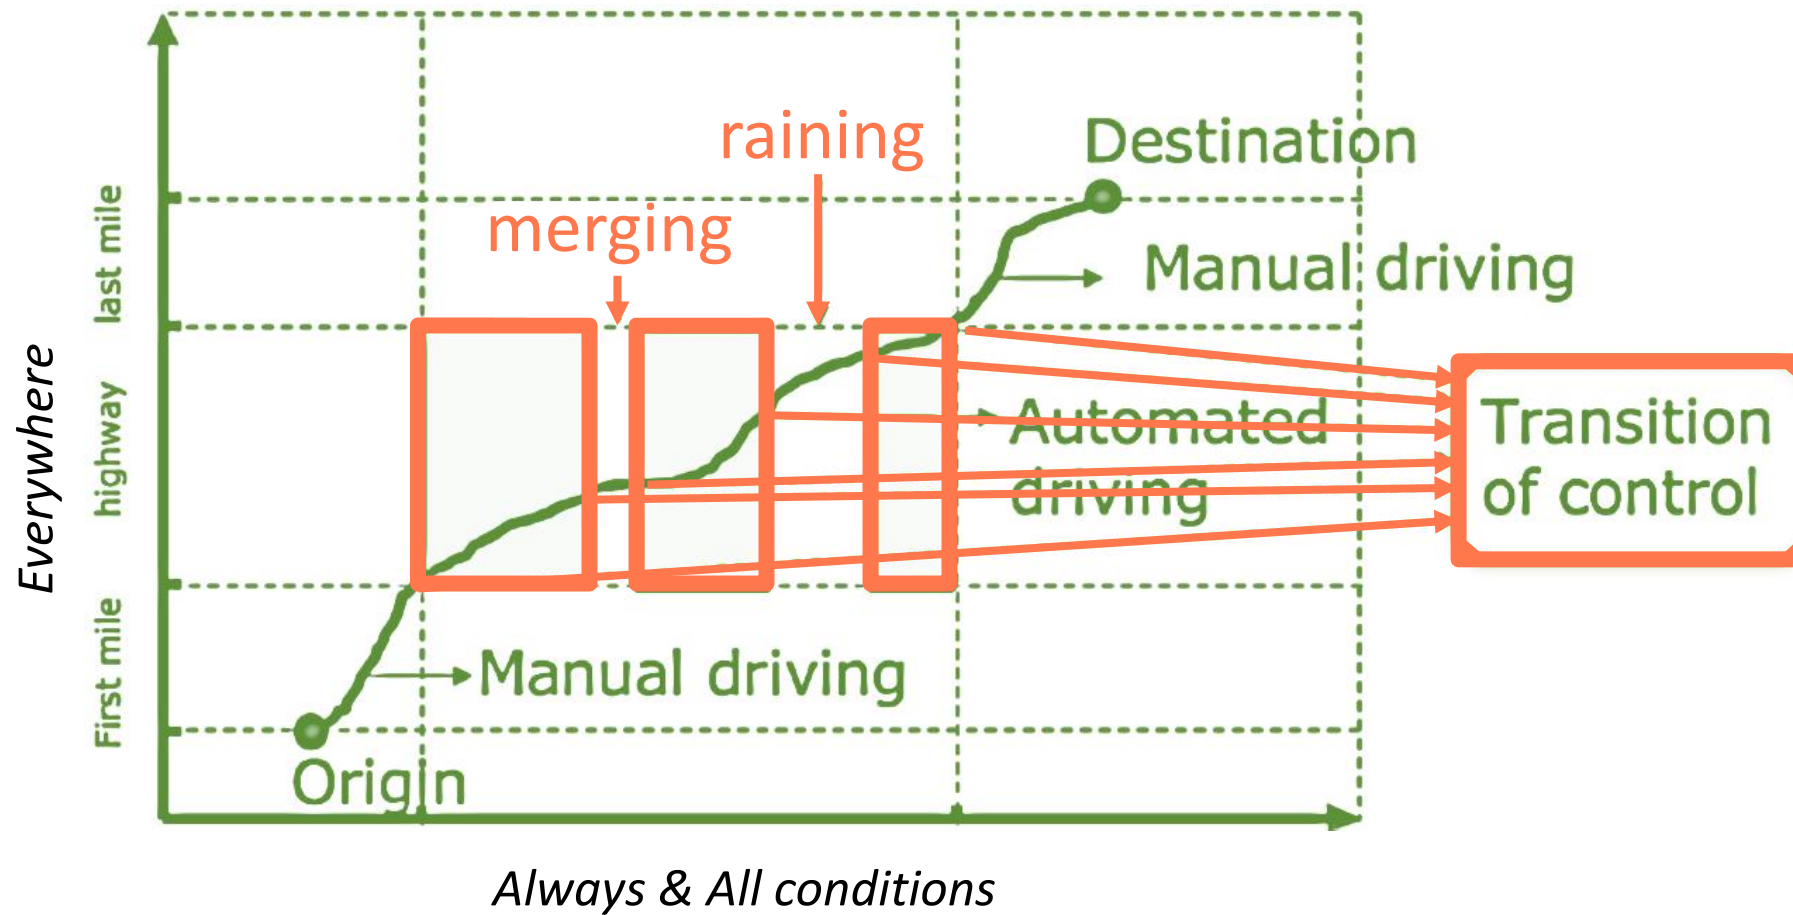 raining
Destination
merging
Manual driving
last mile
highway
First mile
Everywhere
Automated
driving
Transition
of control
Manual driving
Origin
Always & All conditions